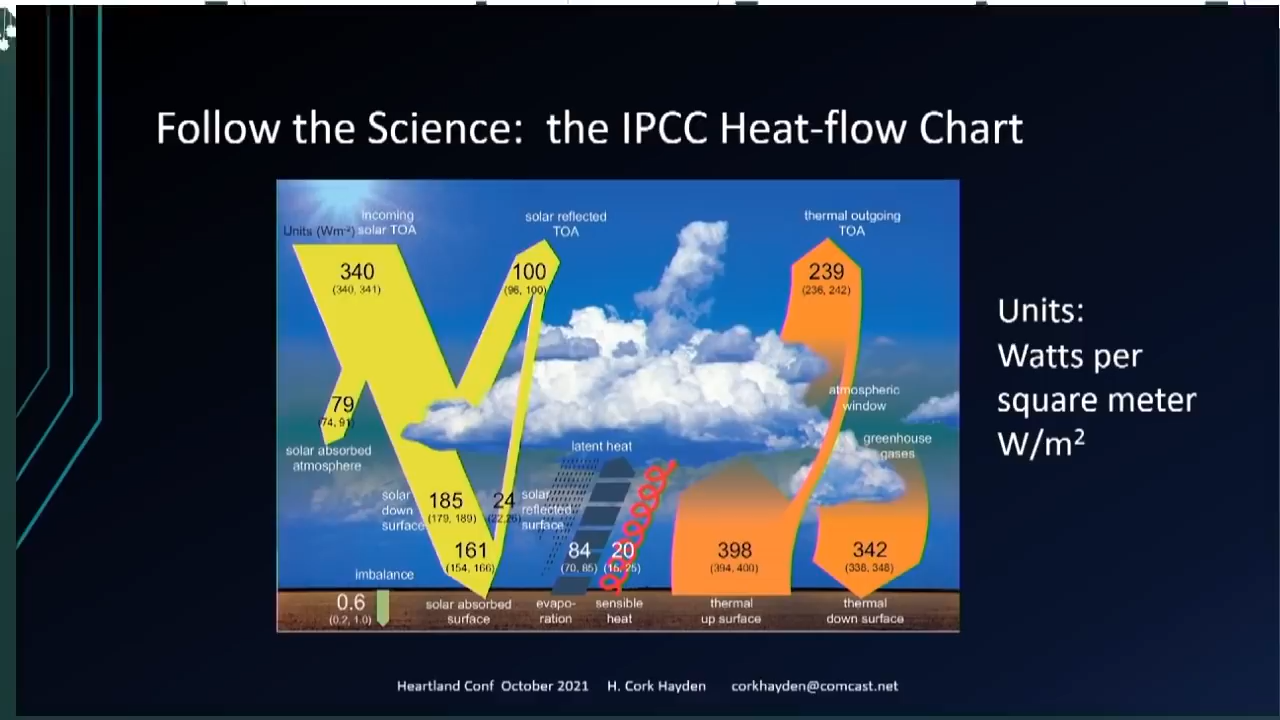 Follow the Science: the IPCC Heat-flow Chart
Units (Wm⁻²)
incoming
solar TOA
solar reflected
TOA
thermal outgoing
TOA
340
(340, 341)
100
(96, 100)
239
(236, 242)
Units:
Watts per
square meter
W/m²
79
(74, 91)
solar absorbed
atmosphere
atmospheric
window
greenhouse
gases
latent heat
solar
down
surface
185
(179, 189)
24
(22,26)
solar
reflected
surface
161
(154, 166)
84
(70, 85)
20
(15, 25)
398
(394, 400)
342
(338, 348)
imbalance
0.6
(0.2, 1.0)
solar absorbed
surface
evapo-
ration
sensible
heat
thermal
up surface
thermal
down surface
Heartland Conf October 2021 H. Cork Hayden corkhayden@comcast.net